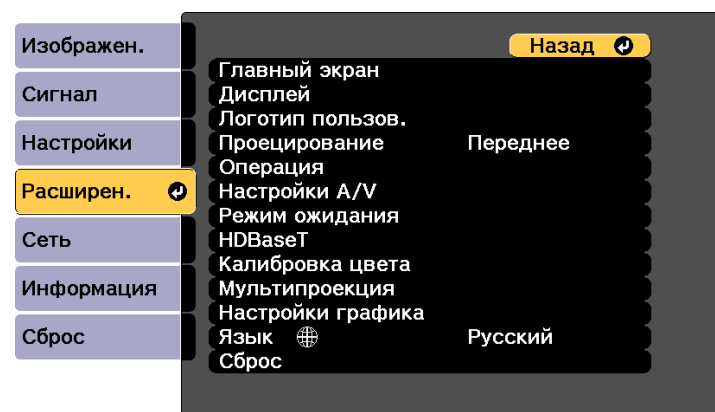 Изображен.
Сигнал
Настройки
Расширен.
Сеть
Информация
Сброс
Назад
Главный экран
Дисплей
Логотип пользов.
Проецирование Переднее
Операция
Настройки A/V
Режим ожидания
HDBaseT
Калибровка цвета
Мультипроекция
Настройки графика
Язык Русский
Сброс